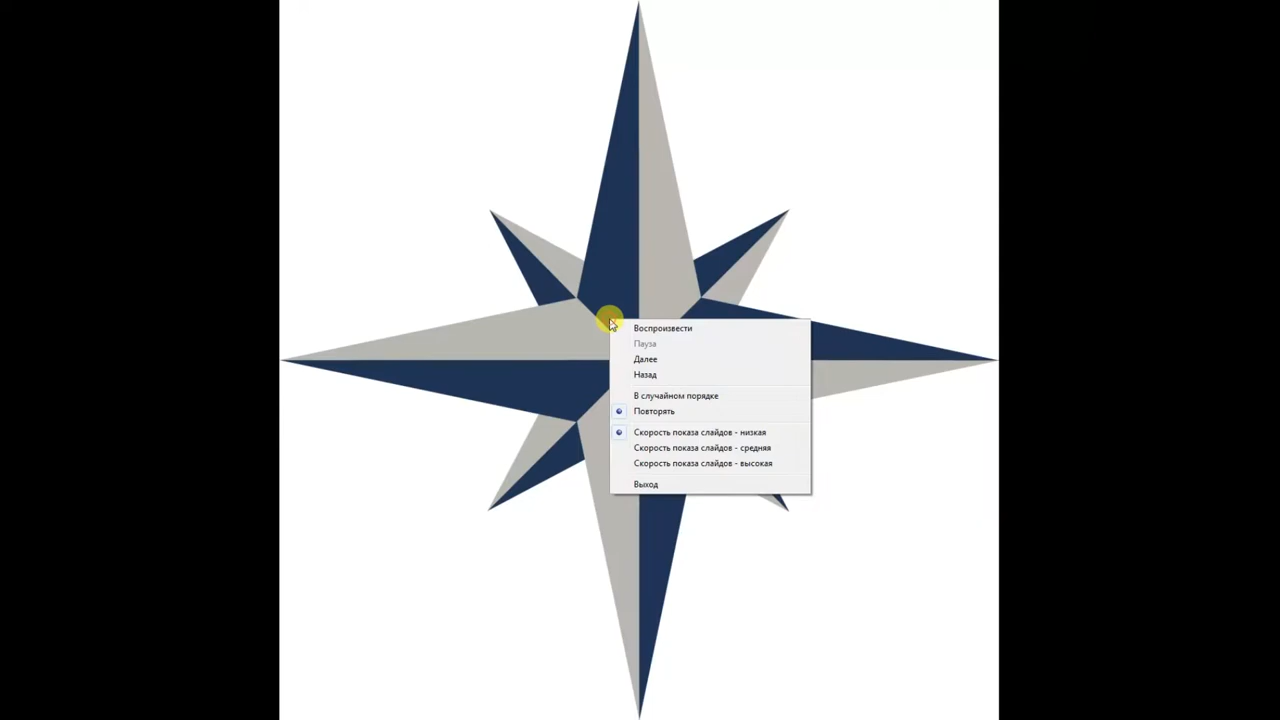 Воспроизвести
Пауза
Далее
Назад
В случайном порядке
Повторять
Скорость показа слайдов - низкая
Скорость показа слайдов - средняя
Скорость показа слайдов - высокая
Выход